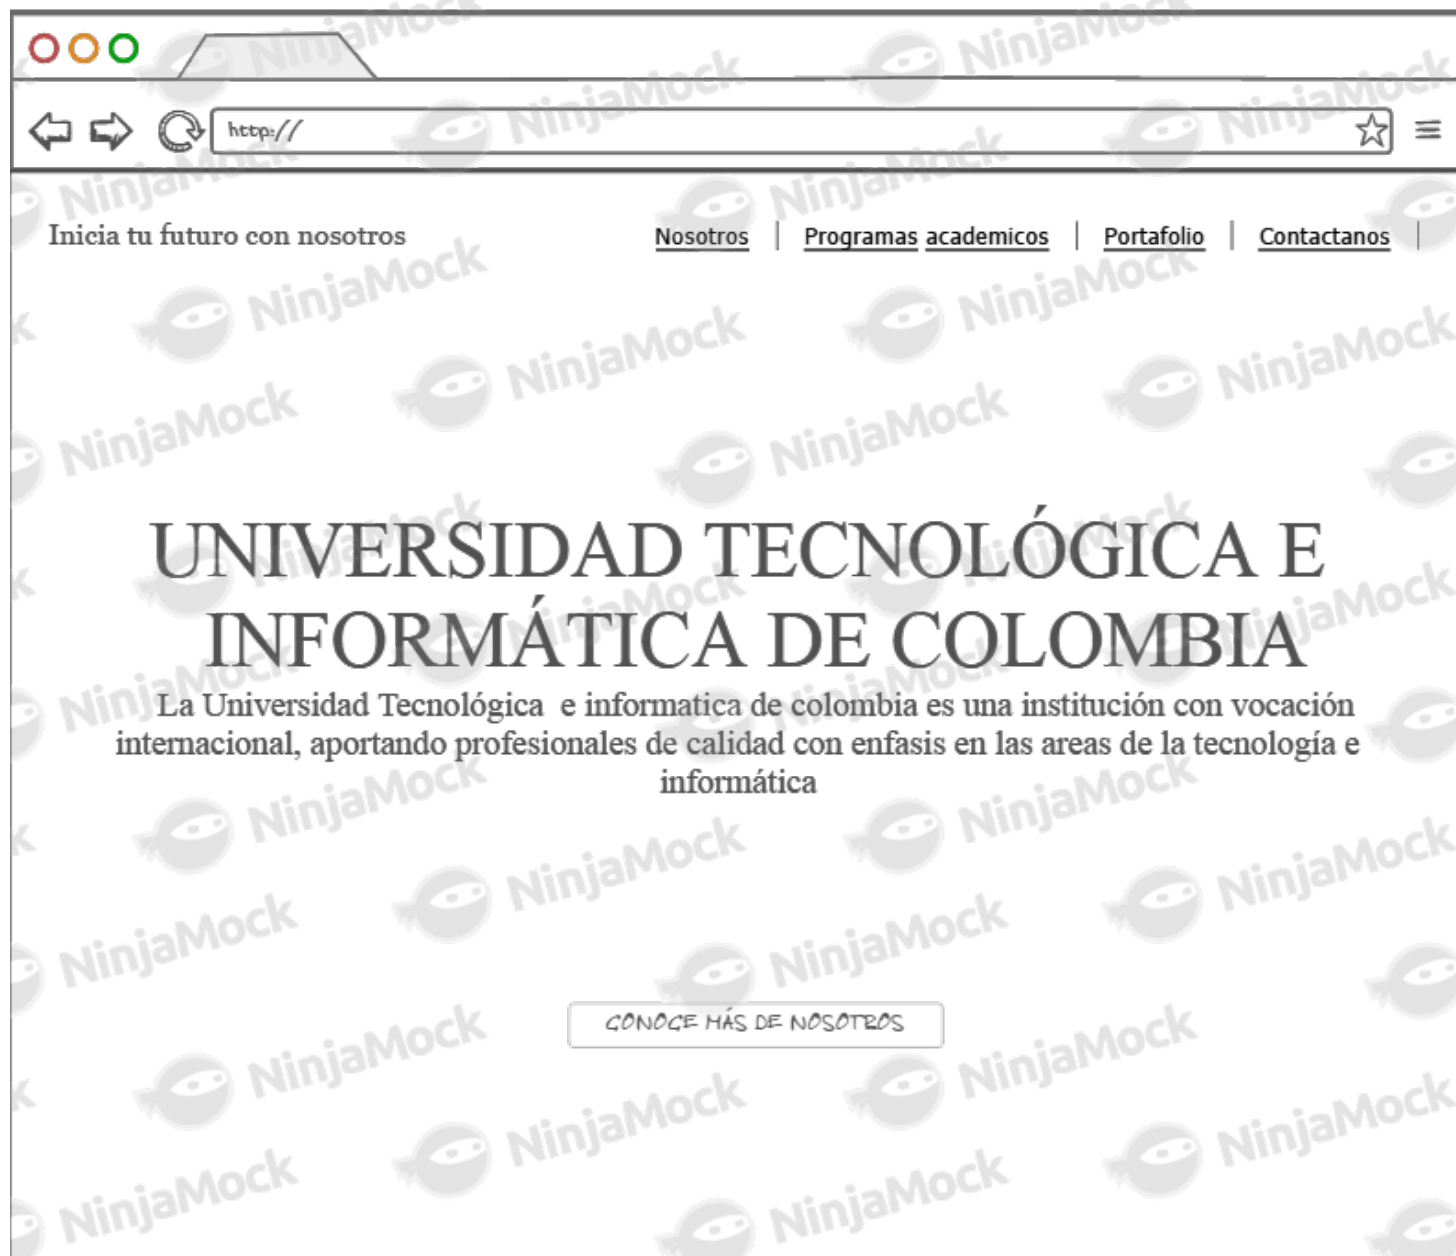 http://
Inicia tu futuro con nosotros
Nosotros | Programas academicos | Portafolio | Contactanos |
UNIVERSIDAD TECNOLÓGICA E
INFORMÁTICA DE COLOMBIA
La Universidad Tecnológica  e informatica de colombia es una institución con vocación
internacional, aportando profesionales de calidad con enfasis en las areas de la tecnología e
informática
CONOCE MÁS DE NOSOTROS
NinjaMock